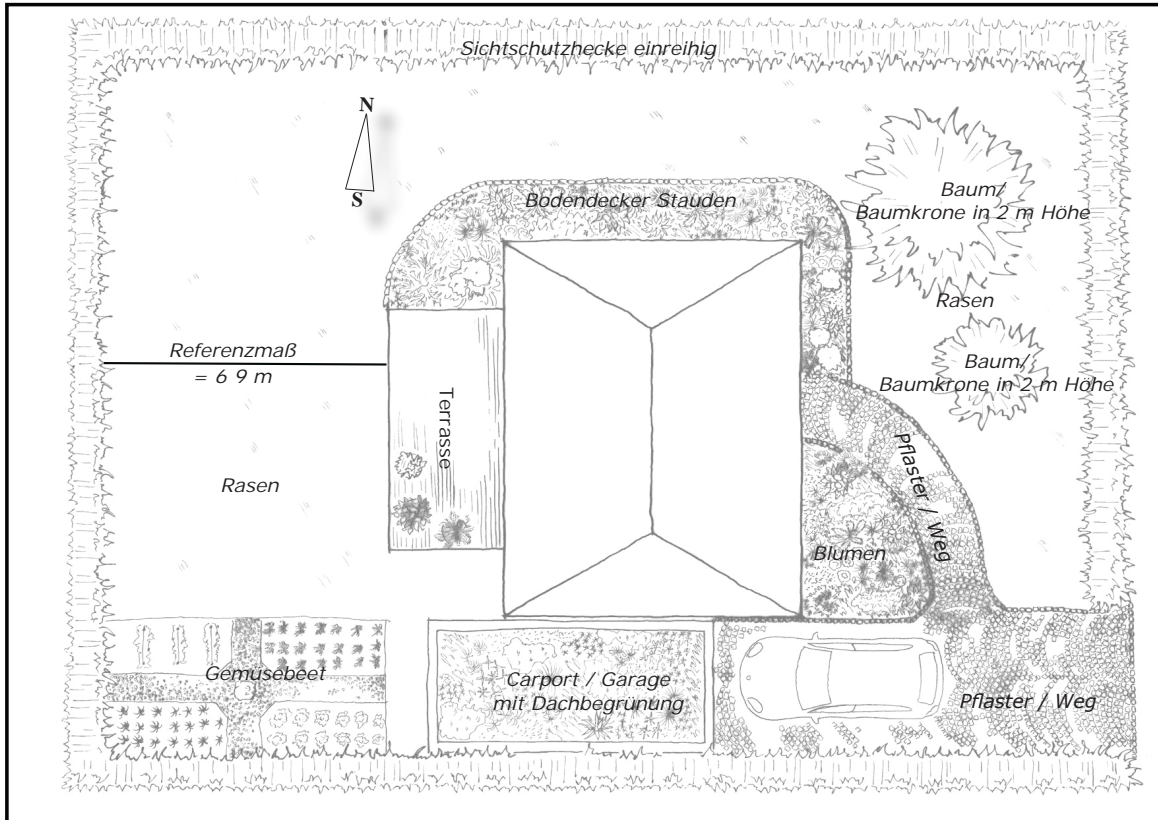 Sichtschutzhecke einreihig
N
S
Bodendecker Stauden
Baum/
Baumkrone in 2 m Höhe
Rasen
Referenzmaß
= 6 9 m
Baum/
Baumkrone in 2 m Höhe
Terrasse
Pflaster / Weg
Rasen
Blumen
Gemüsebeet
Carport / Garage
mit Dachbegrünung
Pflaster / Weg